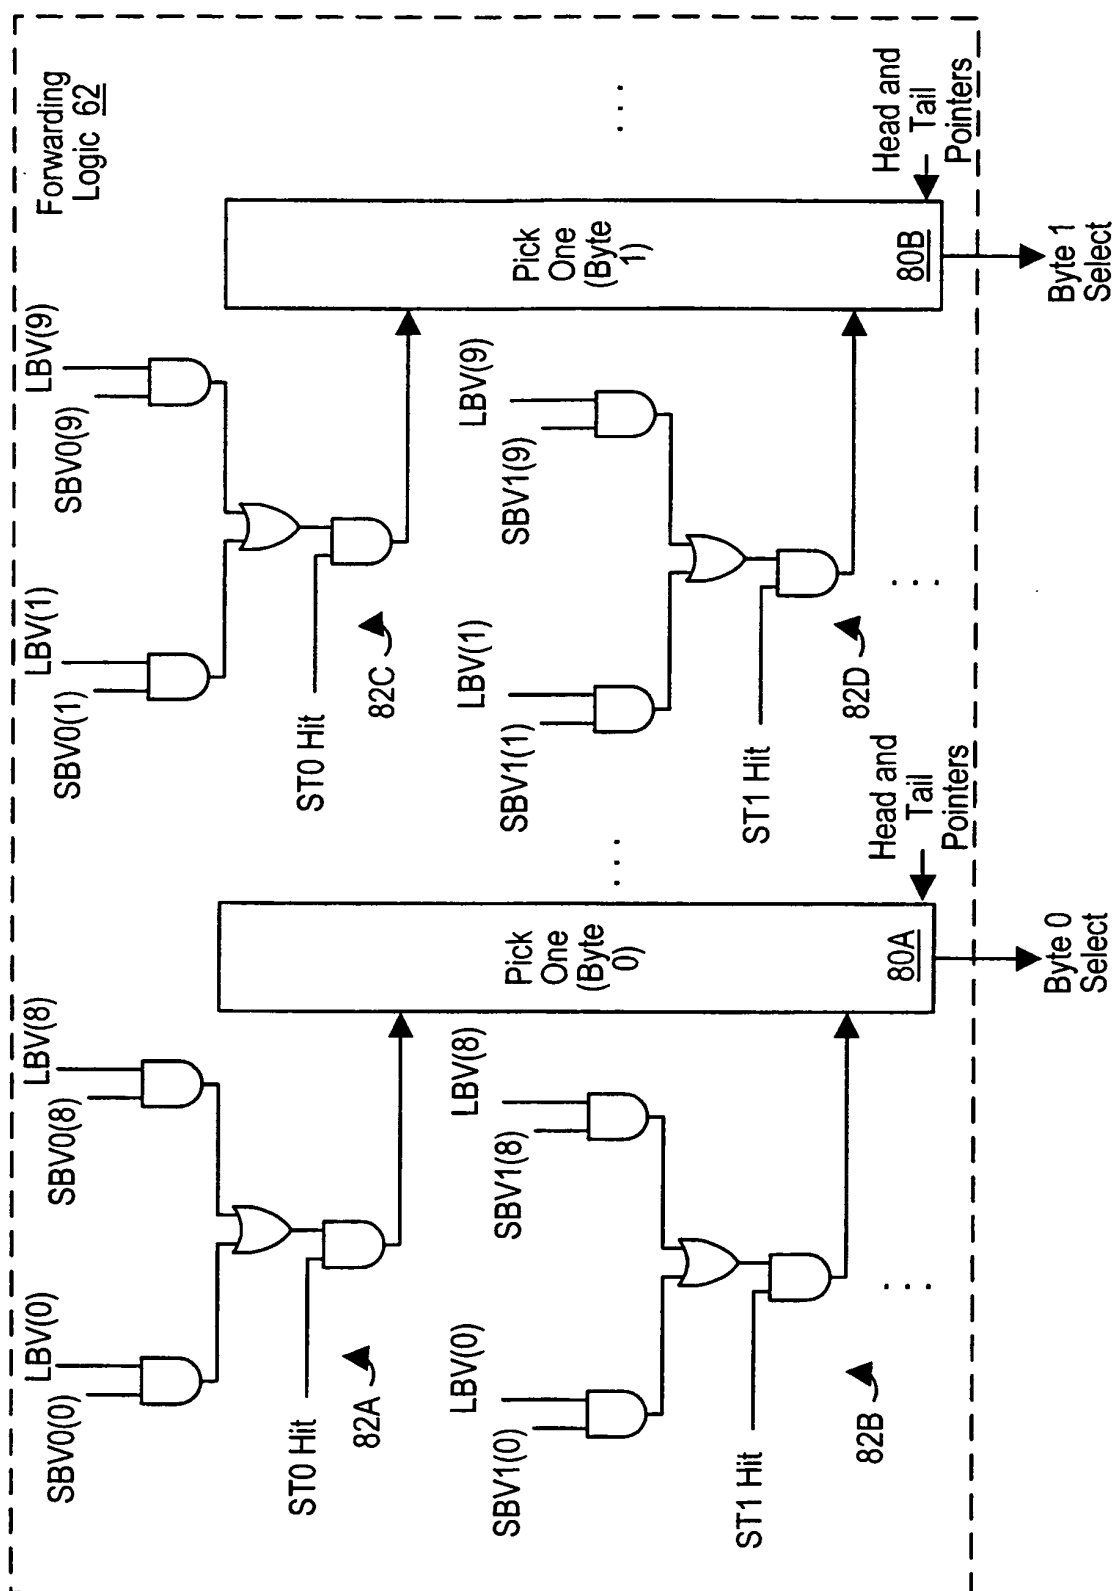 Forwarding
Logic 62
LBV(0)
SBV0(0)
LBV(8)
SBV0(8)
ST0 Hit
82A
LBV(0)
SBV1(0)
LBV(8)
SBV1(8)
ST1 Hit
82B
. . .
Pick
One
(Byte
0)
80A
Head and
Tail
Pointers
Byte 0
Select
. . .
LBV(1)
SBV0(1)
LBV(9)
SBV0(9)
ST0 Hit
82C
LBV(1)
SBV1(1)
LBV(9)
SBV1(9)
ST1 Hit
82D
. . .
Pick
One
(Byte
1)
80B
Head and
Tail
Pointers
Byte 1
Select
. . .